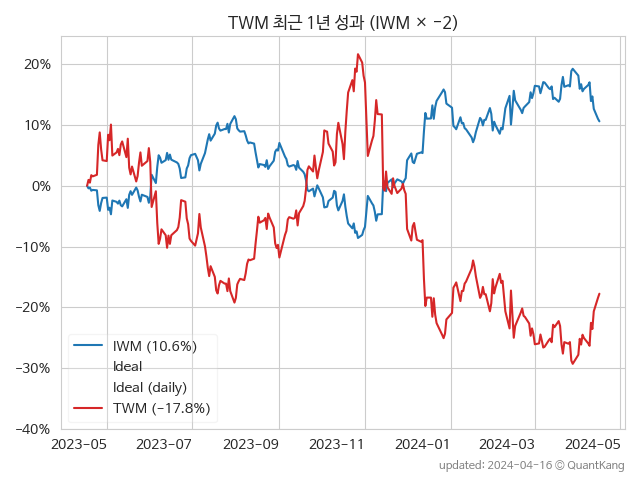 TWM 최근 1년 성과 (IWM × −2)
20%
10%
0%
−10%
−20%
−30%
−40%
IWM (10.6%)
Ideal
Ideal (daily)
TWM (−17.8%)
2023-05 2023-07 2023-09 2023-11 2024-01 2024-03 2024-05
updated: 2024-04-16 © QuantKang